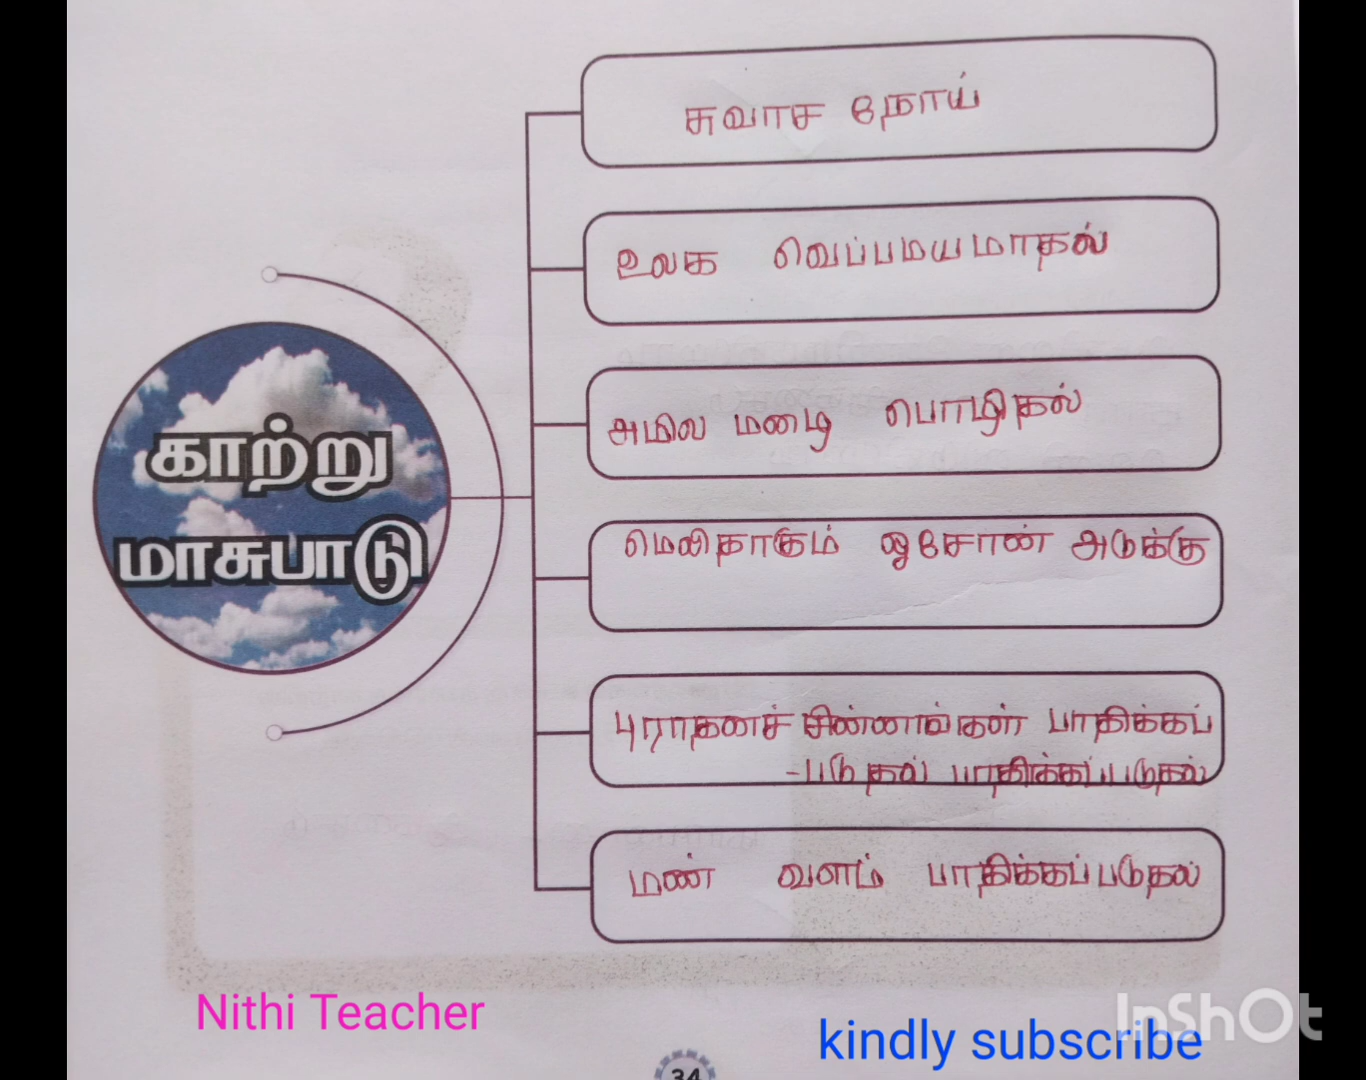 சுவாச நோய்
உலக வெப்பமயமாதல்
அமில மழை பொழிதல்
காற்று
மாசுபாடு
மெலிதாகும் ஓசோண் அடுக்கு
புராதனச் சின்னங்கள் பாதிக்கப்
-படுதல் பாதிக்கப்படுதல்
மண் வளம் பாதிக்கப்படுதல்
Nithi Teacher
kindly subscribe
InShOt
34